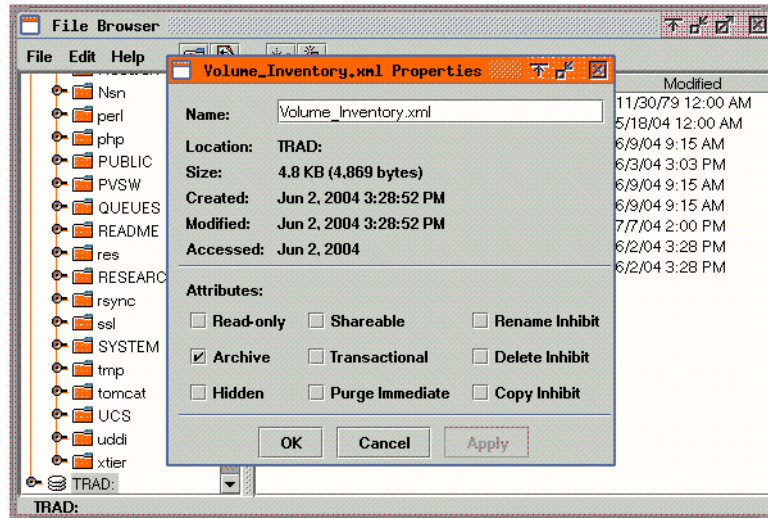 File Browser
File Edit Help
Volume_Inventory.xml Properties
Name: Volume_Inventory.xml
Location: TRAD:
Size: 4.8 KB (4,869 bytes)
Created: Jun 2, 2004 3:28:52 PM
Modified: Jun 2, 2004 3:28:52 PM
Accessed: Jun 2, 2004
Attributes:
Read-only Shareable Rename Inhibit
Archive Transactional Delete Inhibit
Hidden Purge Immediate Copy Inhibit
OK Cancel Apply
Nsn
perl
php
PUBLIC
PVSW
QUEUES
README
res
RESEARC
rsync
ssl
SYSTEM
tmp
tomcat
UCS
uddi
xtier
TRAD:
Modified
11/30/79 12:00 AM
5/18/04 12:00 AM
6/9/04 9:15 AM
6/3/04 3:03 PM
6/9/04 9:15 AM
6/9/04 9:15 AM
7/7/04 2:00 PM
6/2/04 3:28 PM
6/2/04 3:28 PM
TRAD: